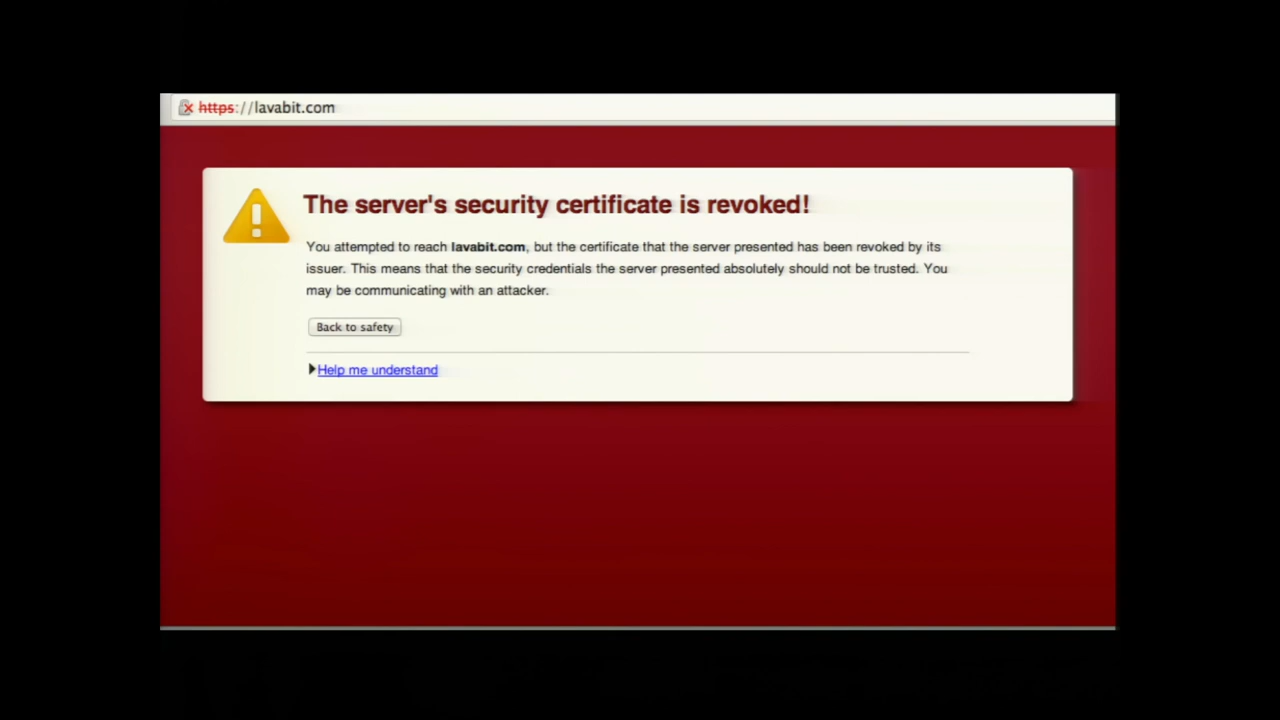 https://lavabit.com
The server's security certificate is revoked!
You attempted to reach lavabit.com, but the certificate that the server presented has been revoked by its
issuer. This means that the security credentials the server presented absolutely should not be trusted. You
may be communicating with an attacker.
Back to safety
Help me understand